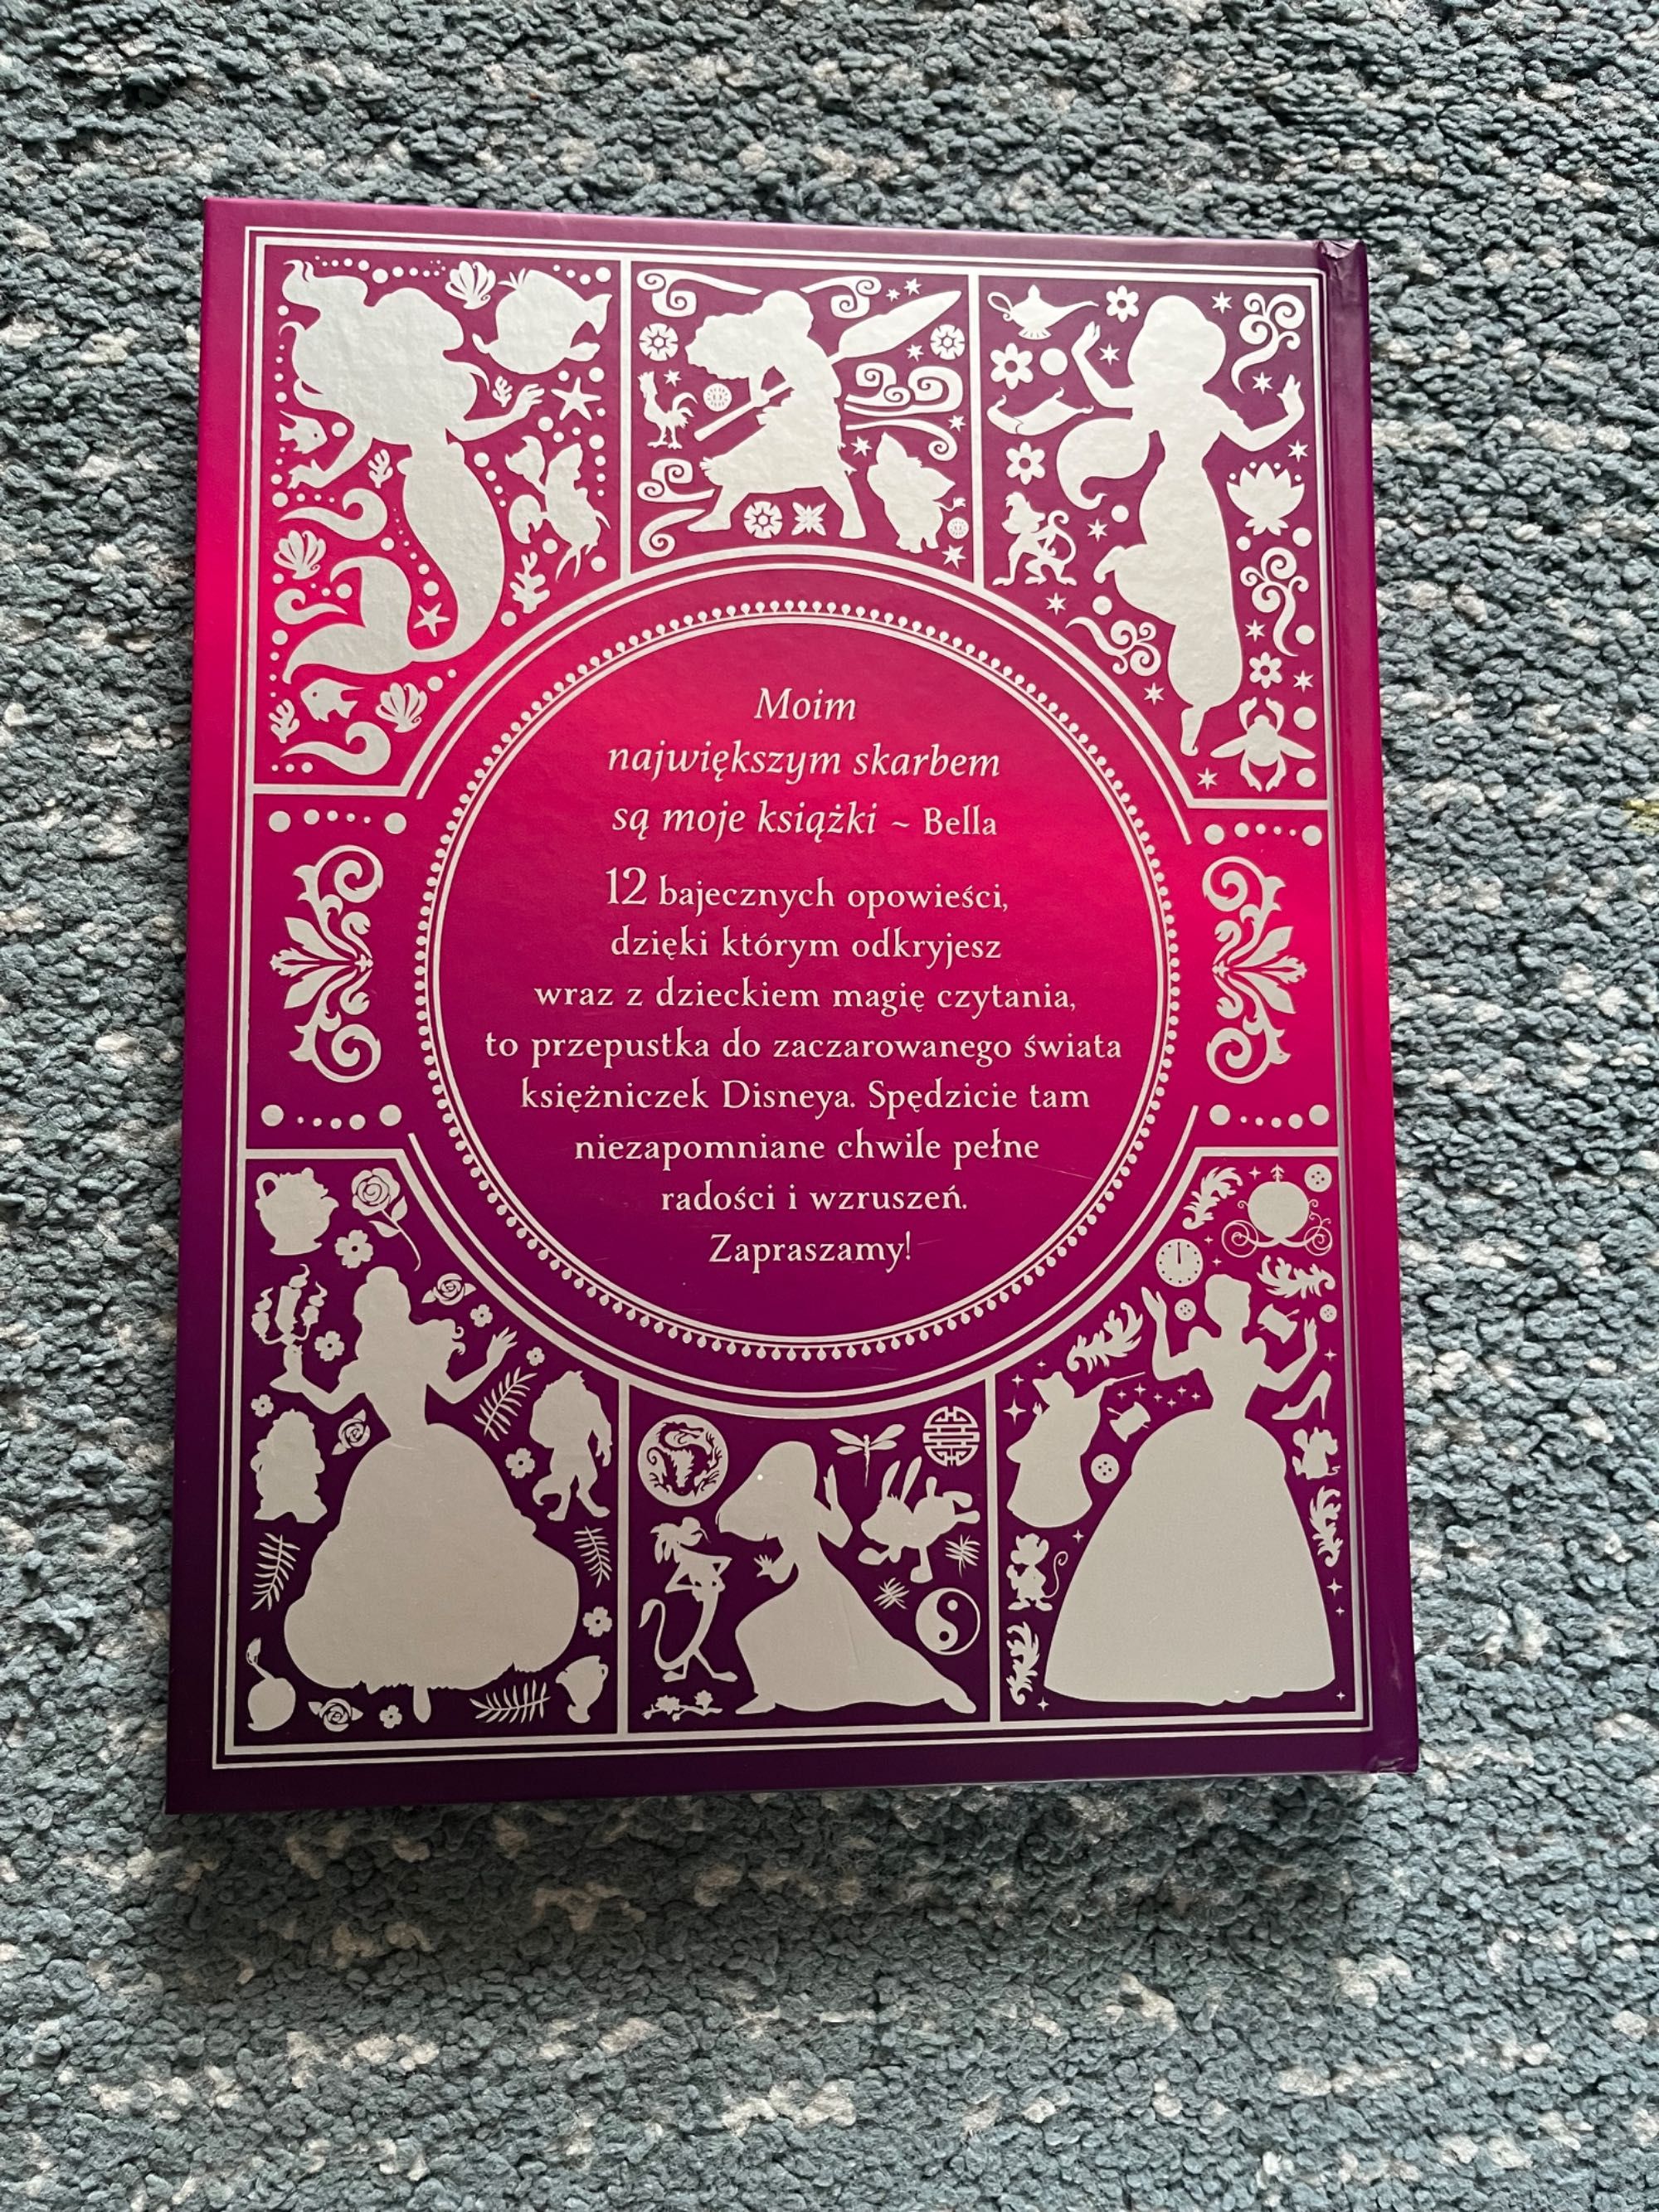 Moim
największym skarbem
są moje książki ~ Bella
12 bajecznych opowieści,
dzięki którym odkryjesz
wraz z dzieckiem magię czytania,
to przepustka do zaczarowanego świata
księżniczek Disneya. Spędzicie tam
niezapomniane chwile pełne
radości i wzruszeń.
Zapraszamy!